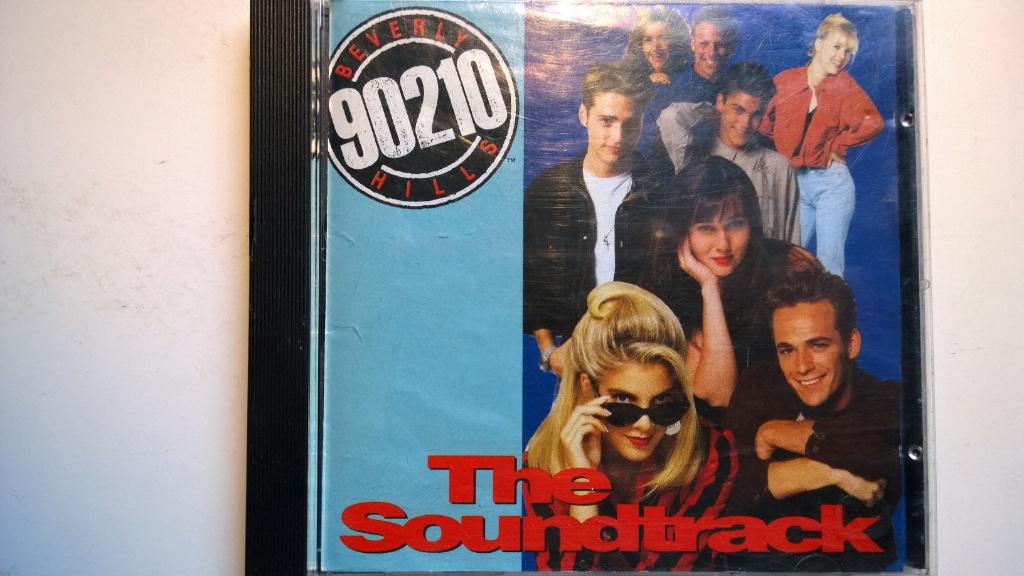 BEVERLY
90210
HILLS
™
The
Soundtrack